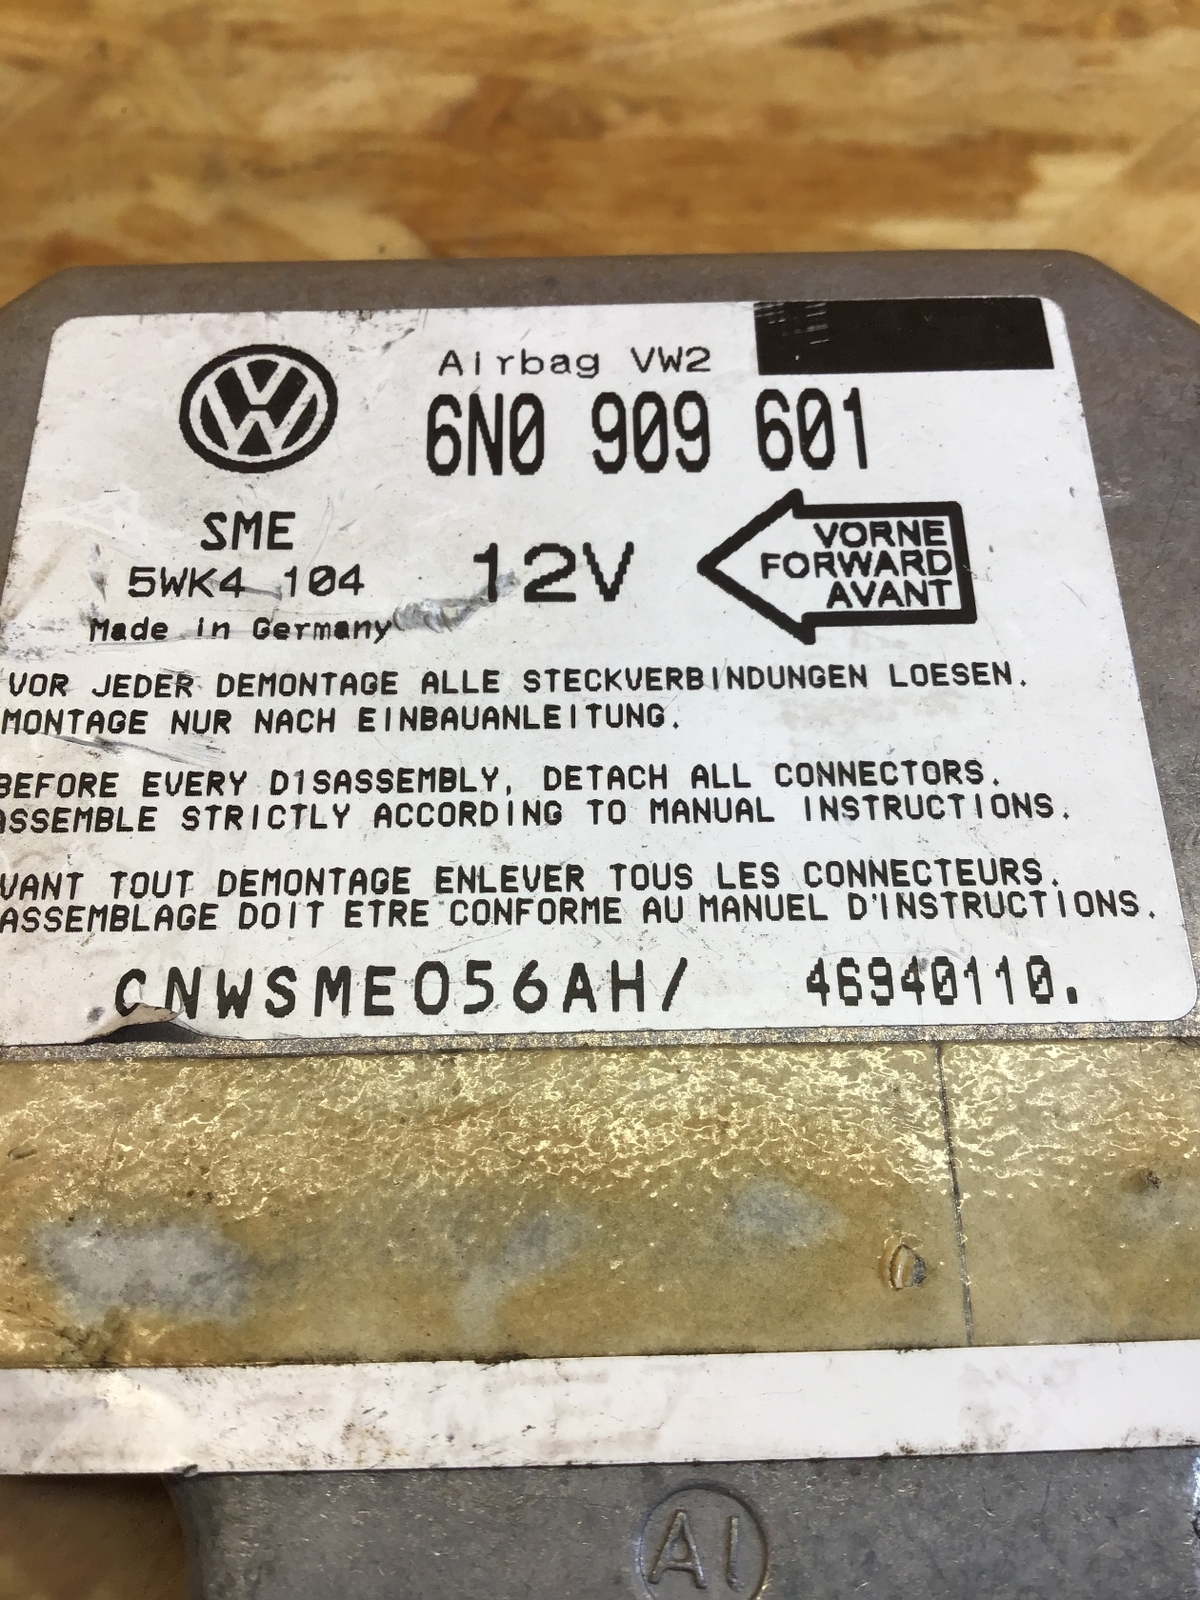 Airbag VW2
6N0 909 601
SME
5WK4 104
Made in Germany
12V
VORNE
FORWARD
AVANT
VOR JEDER DEMONTAGE ALLE STECKVERBINDUNGEN LOESEN.
MONTAGE NUR NACH EINBAUANLEITUNG.
BEFORE EVERY DISASSEMBLY, DETACH ALL CONNECTORS.
ASSEMBLE STRICTLY ACCORDING TO MANUAL INSTRUCTIONS.
VANT TOUT DEMONTAGE ENLEVER TOUS LES CONNECTEURS.
ASSEMBLAGE DOIT ETRE CONFORME AU MANUEL D'INSTRUCTIONS.
CNWSME056AH/ 46940110.
AI